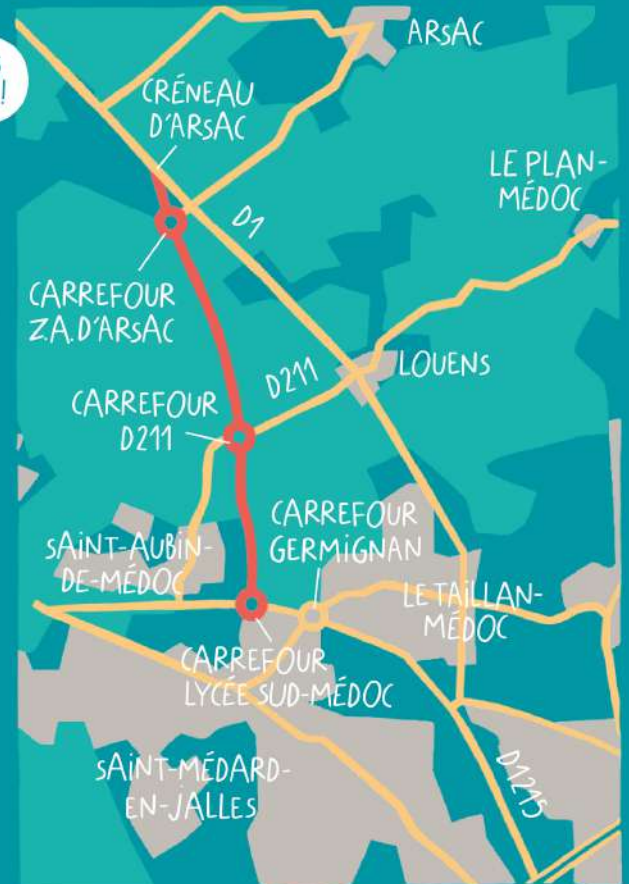 !
ARSAC
CRÉNEAU
D'ARSAC
LE PLAN-
MÉDOC
D1
CARREFOUR
Z.A. D'ARSAC
D211
LOUENS
CARREFOUR
D211
CARREFOUR
GERMIGNAN
SAINT-AUBIN-
DE-MÉDOC
LE TAILLAN-
MÉDOC
CARREFOUR
LYCÉE SUD-MÉDOC
SAINT-MÉDARD-
EN-JALLES
D1215